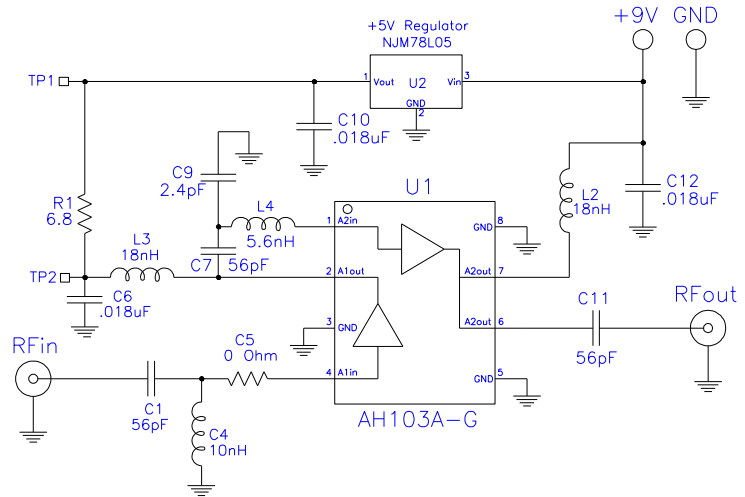 +9V GND
+5V Regulator
NJM78L05
TP1
1 Vout U2 Vin 3
GND
2
C10
.018uF
C9
2.4pF
U1
L2
18nH
C12
.018uF
R1
6.8
L4
5.6nH
1 A2in
GND 8
L3
18nH
C7 56pF
TP2
2 A1out
A2out 7
C6
.018uF
C11
56pF
RFout
A2out 6
3 GND
RFin
C5
0 Ohm
4 A1in
GND 5
C1
56pF
C4
10nH
AH103A-G